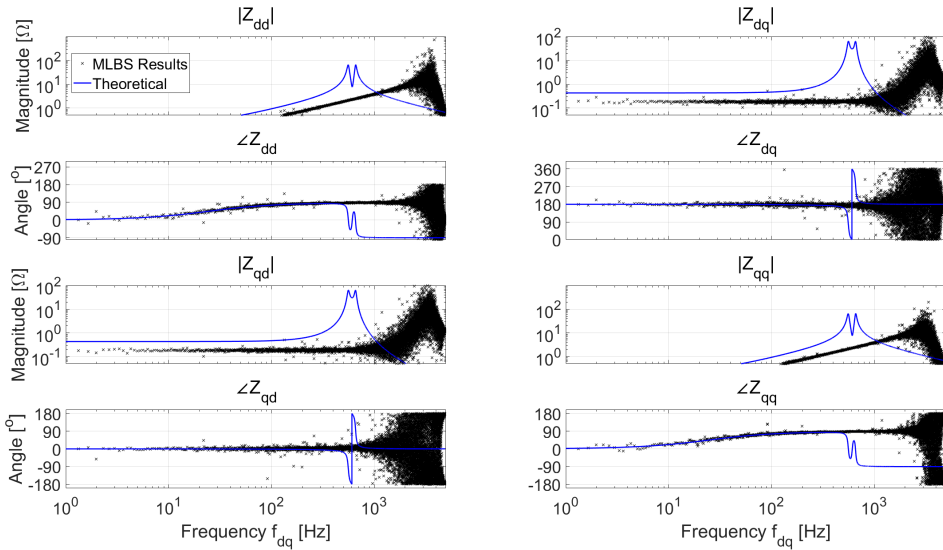 |Z_dd|
Magnitude [Ω]
10^2
10^1
10^0
MLBS Results
Theoretical
|Z_dq|
10^2
10^1
10^0
10^-1
∠Z_dd
Angle [°]
270
180
90
0
-90
∠Z_dq
360
270
180
90
0
|Z_qd|
Magnitude [Ω]
10^2
10^1
10^0
10^-1
|Z_qq|
10^2
10^1
10^0
∠Z_qd
Angle [°]
180
90
0
-90
-180
10^0 10^1 10^2 10^3
Frequency f_dq [Hz]
∠Z_qq
180
90
0
-90
-180
10^0 10^1 10^2 10^3
Frequency f_dq [Hz]